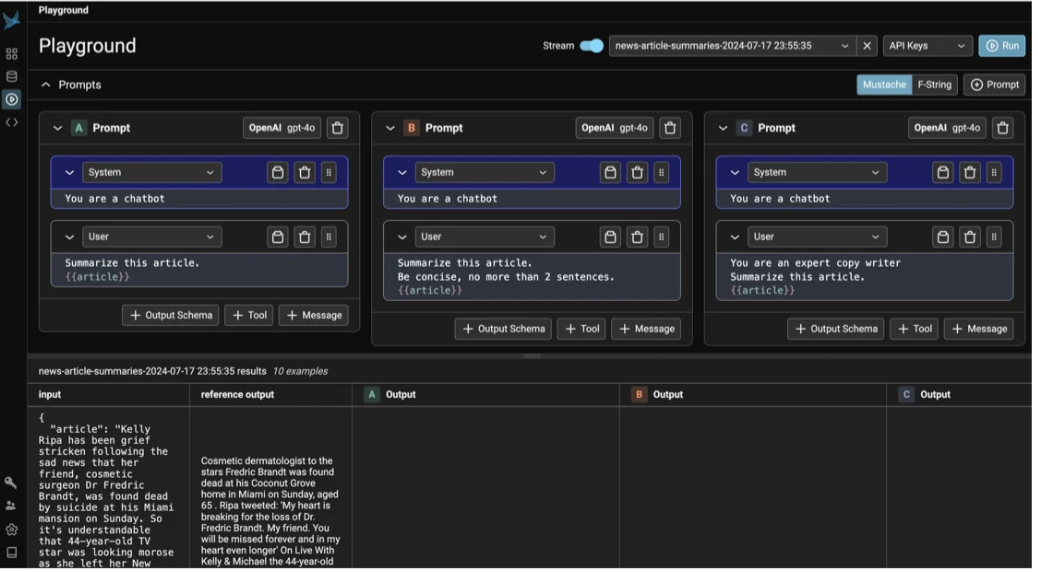 Playground
Playground
Stream
news-article-summaries-2024-07-17 23:55:35
API Keys
Run
Prompts
Mustache
F-String
Prompt
A Prompt
OpenAI gpt-4o
System
You are a chatbot
User
Summarize this article.
{{article}}
+ Output Schema
+ Tool
+ Message
B Prompt
OpenAI gpt-4o
System
You are a chatbot
User
Summarize this article.
Be concise, no more than 2 sentences.
{{article}}
+ Output Schema
+ Tool
+ Message
C Prompt
OpenAI gpt-4o
System
You are a chatbot
User
You are an expert copy writer
Summarize this article.
{{article}}
+ Output Schema
+ Tool
+ Message
news-article-summaries-2024-07-17 23:55:35 results 10 examples
input
reference output
A Output
B Output
C Output
{
"article": "Kelly
Ripa has been grief
stricken following the
sad news that her
friend, cosmetic
surgeon Dr Fredric
Brandt, was found dead
by suicide at his Miami
mansion on Sunday. So
it's understandable
that 44-year-old TV
star was looking morose
as she left her New
Cosmetic dermatologist to the
stars Fredric Brandt was found
dead at his Coconut Grove
home in Miami on Sunday, aged
65 . Ripa tweeted: 'My heart is
breaking for the loss of Dr.
Fredric Brandt. My friend. You
will be missed forever and in my
heart even longer' On Live With
Kelly & Michael the 44-year-old